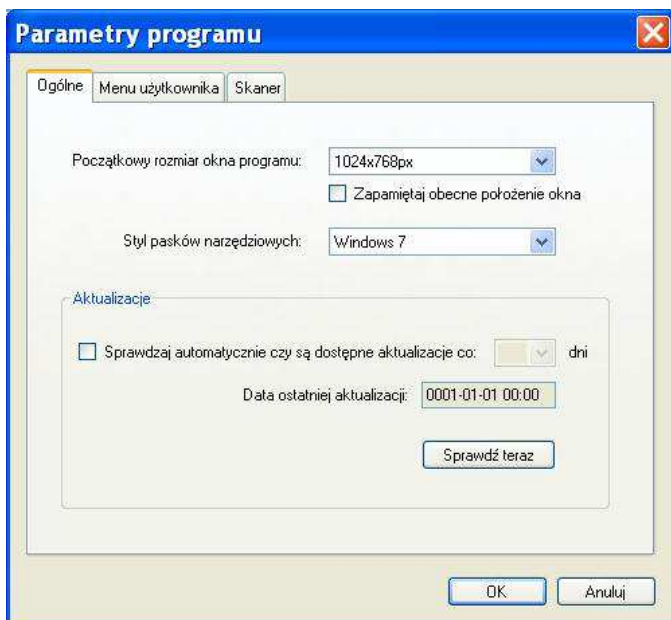 Parametry programu
Ogólne Menu użytkownika Skaner
Początkowy rozmiar okna programu: 1024x768px
Zapamiętaj obecne położenie okna
Styl pasków narzędziowych: Windows 7
Aktualizacje
Sprawdzaj automatycznie czy są dostępne aktualizacje co: dni
Data ostatniej aktualizacji: 0001-01-01 00:00
Sprawdź teraz
OK Anuluj